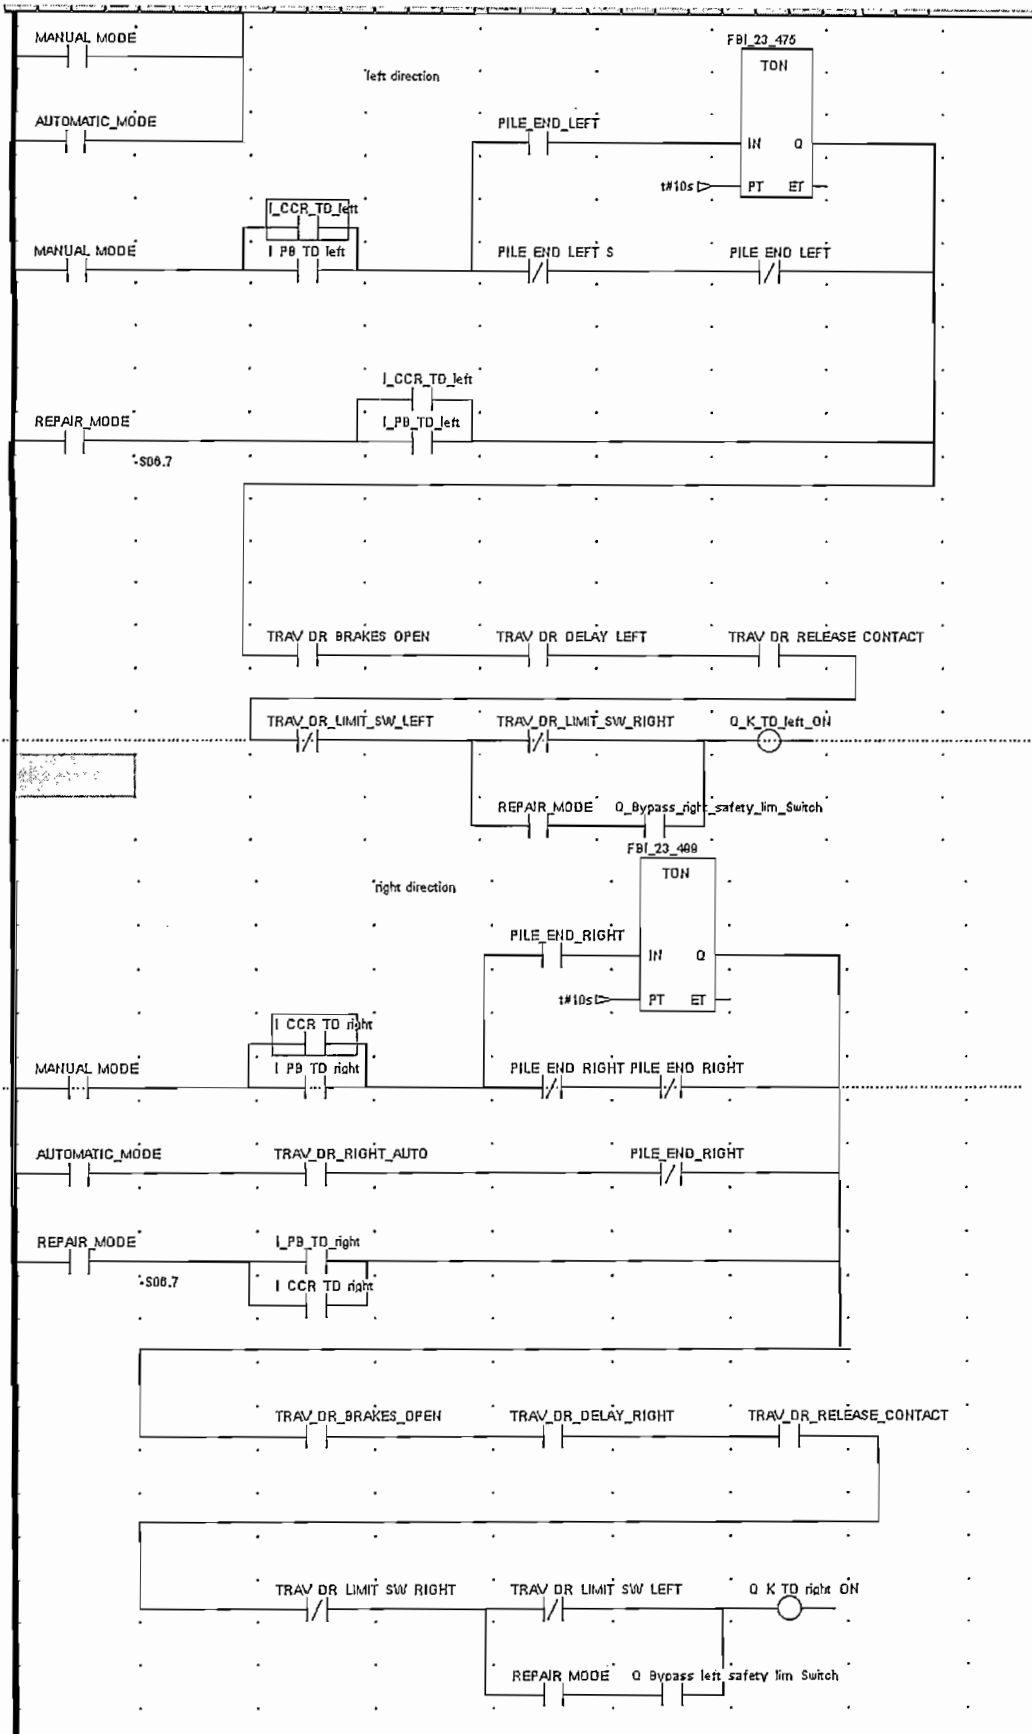 MANUAL MODE
FBI_23_475
TON
"left direction
AUTOMATIC_MODE
PILE_END_LEFT
IN Q
t#10s PT ET
I_CCR_TD_left
MANUAL MODE I PB TD left PILE END LEFT S PILE END LEFT
I_CCR_TD_left
REPAIR_MODE I_PB_TD_left
-S06.7
TRAV DR BRAKES OPEN TRAV DR DELAY LEFT TRAV DR RELEASE CONTACT
TRAV_DR_LIMIT_SW_LEFT TRAV_DR_LIMIT_SW_RIGHT Q_K_TD_left_ON
REPAIR_MODE Q_Bypass_right_safety_lim_Switch
FBI_23_499
TON
"right direction
PILE_END_RIGHT
IN Q
t#10s PT ET
I CCR TD right
MANUAL MODE I PB TD right PILE END RIGHT PILE END RIGHT
AUTOMATIC_MODE TRAV_DR_RIGHT_AUTO PILE_END_RIGHT
REPAIR_MODE I_PB_TD_right
-S06.7 I CCR TD right
TRAV_DR_BRAKES_OPEN TRAV_DR_DELAY_RIGHT TRAV_DR_RELEASE_CONTACT
TRAV DR LIMIT SW RIGHT TRAV DR LIMIT SW LEFT Q K TD right ON
REPAIR MODE Q Bypass left safety lim Switch